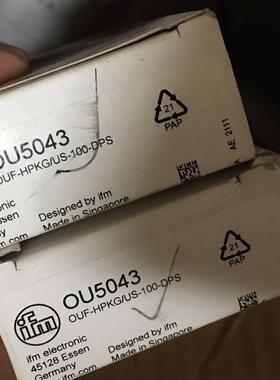 OU5043
OUF-HPKG/US-100-DPS
21
PAP
AE 2111
electronic
Essen
Designed by ifm
Made in Singapore
ifm
OU5043
OUF-HPKG/US-100-DPS
21
PAP
ifm electronic
45128 Essen
Germany
ifm.com
Designed by ifm
Made in Singapore